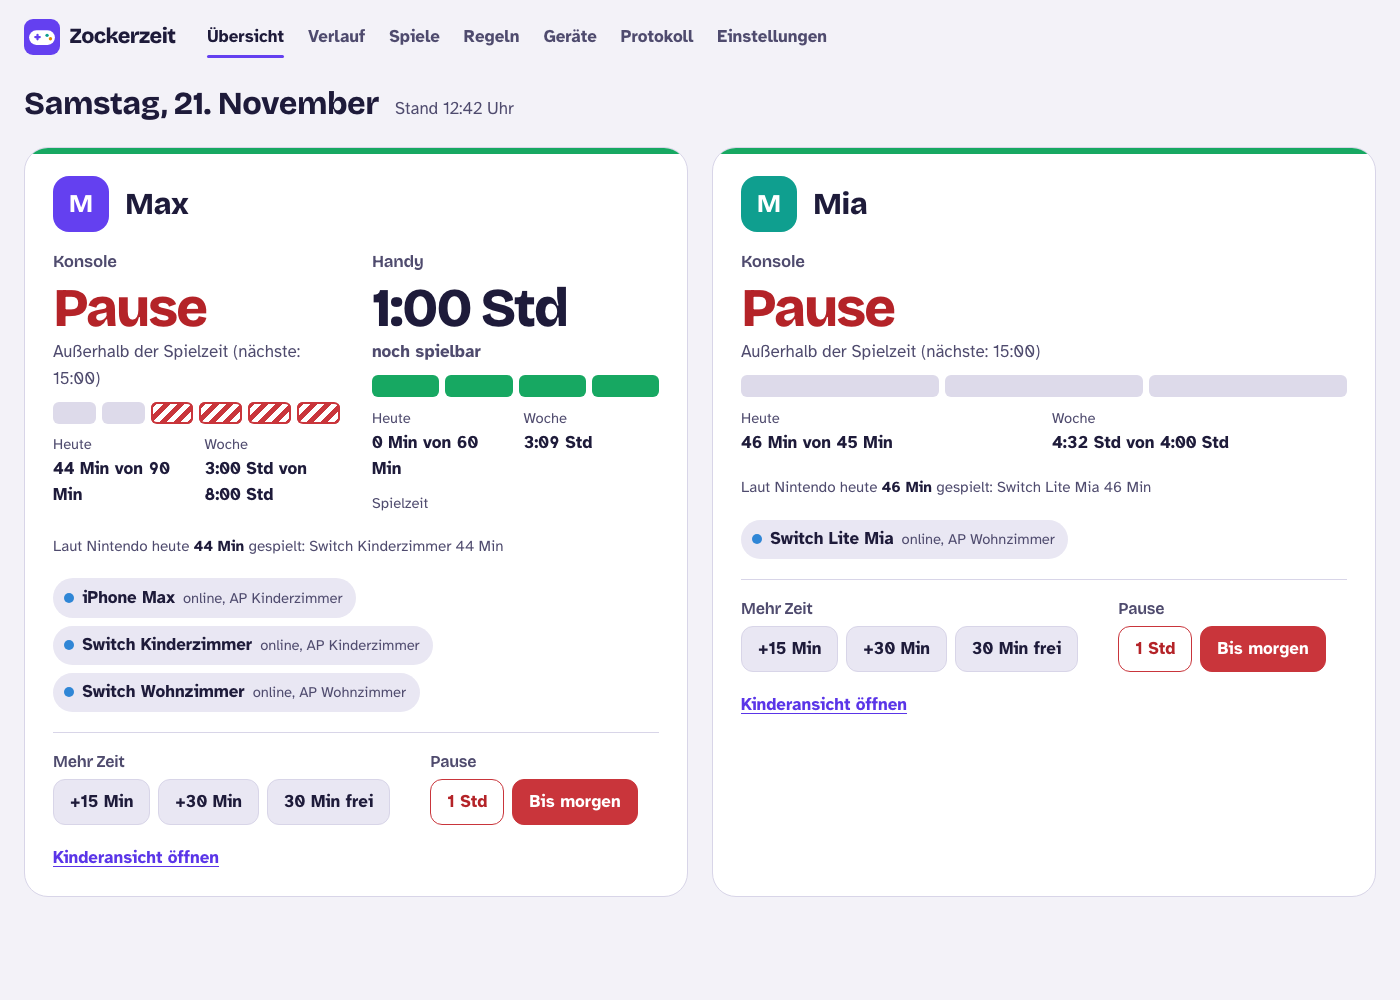 Zockerzeit
Übersicht Verlauf Spiele Regeln Geräte Protokoll Einstellungen
Samstag, 21. November Stand 12:42 Uhr
M Max
Konsole
Pause
Außerhalb der Spielzeit (nächste:
15:00)
Heute
44 Min von 90
Min
Woche
3:00 Std von
8:00 Std
Handy
1:00 Std
noch spielbar
Heute
0 Min von 60
Min
Woche
3:09 Std
Spielzeit
Laut Nintendo heute 44 Min gespielt: Switch Kinderzimmer 44 Min
iPhone Max online, AP Kinderzimmer
Switch Kinderzimmer online, AP Kinderzimmer
Switch Wohnzimmer online, AP Wohnzimmer
Mehr Zeit
+15 Min +30 Min 30 Min frei
Pause
1 Std Bis morgen
Kinderansicht öffnen
M Mia
Konsole
Pause
Außerhalb der Spielzeit (nächste: 15:00)
Heute
46 Min von 45 Min
Woche
4:32 Std von 4:00 Std
Laut Nintendo heute 46 Min gespielt: Switch Lite Mia 46 Min
Switch Lite Mia online, AP Wohnzimmer
Mehr Zeit
+15 Min +30 Min 30 Min frei
Pause
1 Std Bis morgen
Kinderansicht öffnen